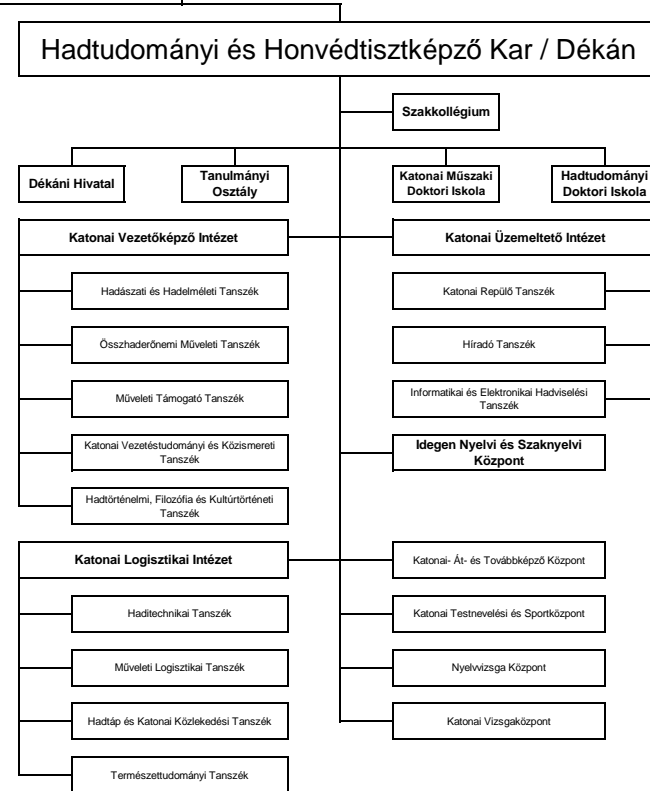 Hadtudományi és Honvédtisztképző Kar / Dékán
Szakkollégium
Dékáni Hivatal
Tanulmányi
Osztály
Katonai Műszaki
Doktori Iskola
Hadtudományi
Doktori Iskola
Katonai Vezetőképző Intézet
Katonai Üzemeltető Intézet
Hadászati és Hadelméleti Tanszék
Katonai Repülő Tanszék
Összhaderőnemi Műveleti Tanszék
Híradó Tanszék
Műveleti Támogató Tanszék
Informatikai és Elektronikai Hadviselési
Tanszék
Katonai Vezetéstudományi és Közismereti
Tanszék
Idegen Nyelvi és Szaknyelvi
Központ
Hadtörténelmi, Filozófia és Kultúrtörténeti
Tanszék
Katonai Logisztikai Intézet
Katonai- Át- és Továbbképző Központ
Haditechnikai Tanszék
Katonai Testnevelési és Sportközpont
Műveleti Logisztikai Tanszék
Nyelvvizsga Központ
Hadtáp és Katonai Közlekedési Tanszék
Katonai Vizsgaközpont
Természettudományi Tanszék